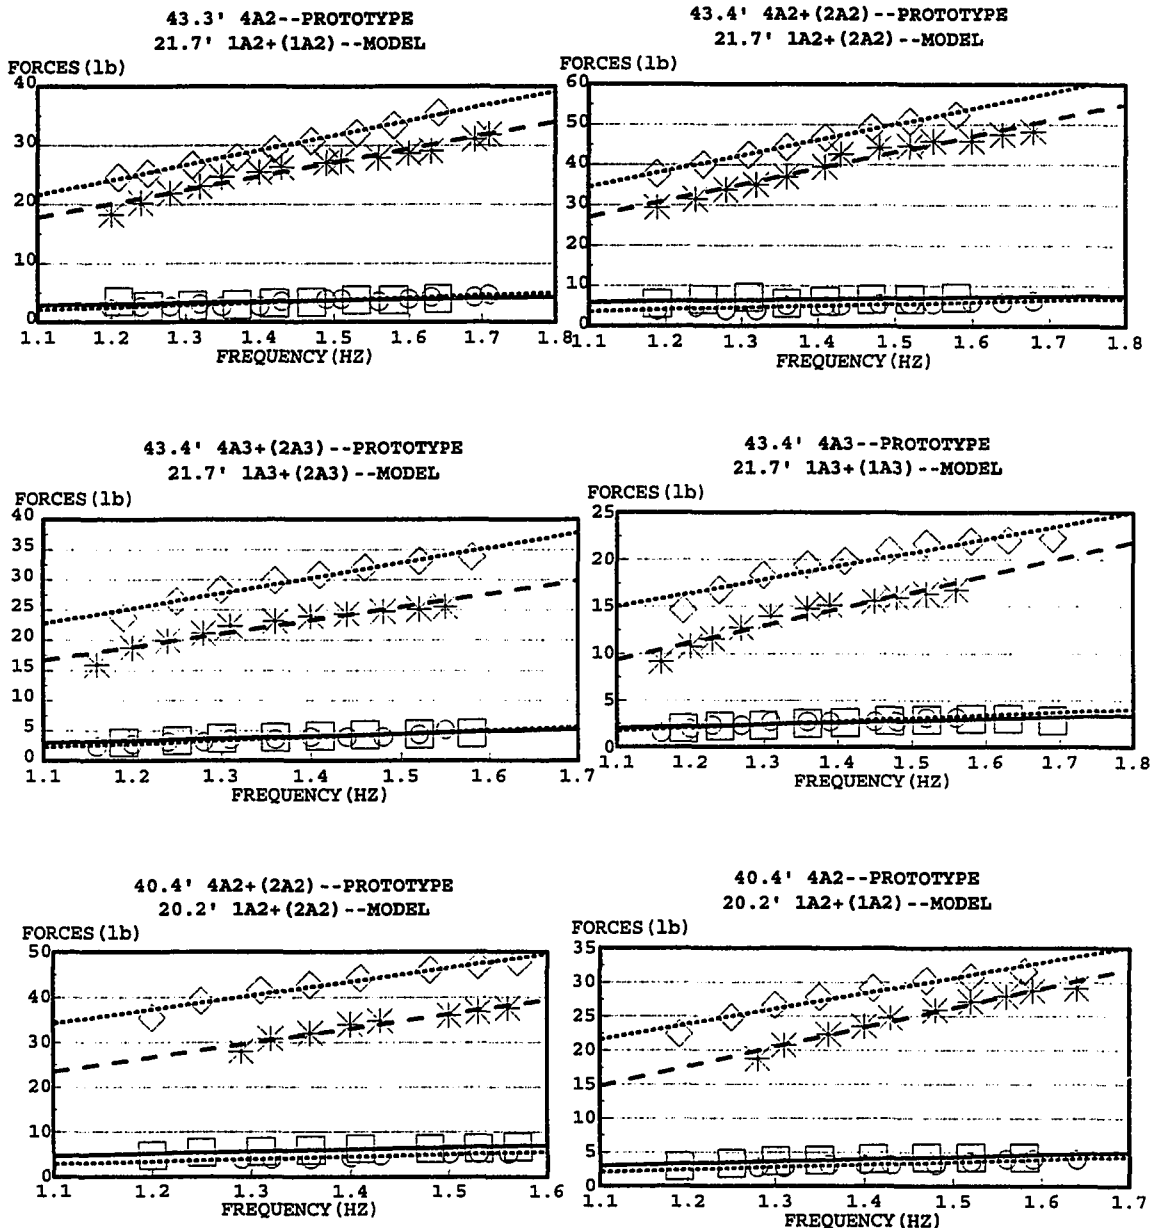 43.3' 4A2--PROTOTYPE
21.7' 1A2+(1A2)--MODEL
FORCES(lb)
40
30
20
10
0
1.1 1.2 1.3 1.4 1.5 1.6 1.7 1.8
FREQUENCY(HZ)
43.4' 4A2+(2A2)--PROTOTYPE
21.7' 1A2+(2A2)--MODEL
FORCES(lb)
60
50
40
30
20
10
0
1.1 1.2 1.3 1.4 1.5 1.6 1.7 1.8
FREQUENCY(HZ)
43.4' 4A3+(2A3)--PROTOTYPE
21.7' 1A3+(2A3)--MODEL
FORCES(lb)
40
35
30
25
20
15
10
5
0
1.1 1.2 1.3 1.4 1.5 1.6 1.7
FREQUENCY(HZ)
43.4' 4A3--PROTOTYPE
21.7' 1A3+(1A3)--MODEL
FORCES(lb)
25
20
15
10
5
0
1.1 1.2 1.3 1.4 1.5 1.6 1.7 1.8
FREQUENCY(HZ)
40.4' 4A2+(2A2)--PROTOTYPE
20.2' 1A2+(2A2)--MODEL
FORCES(lb)
50
40
30
20
10
0
1.1 1.2 1.3 1.4 1.5 1.6
FREQUENCY(HZ)
40.4' 4A2--PROTOTYPE
20.2' 1A2+(1A2)--MODEL
FORCES(lb)
35
30
25
20
15
10
5
0
1.1 1.2 1.3 1.4 1.5 1.6 1.7
FREQUENCY(HZ)